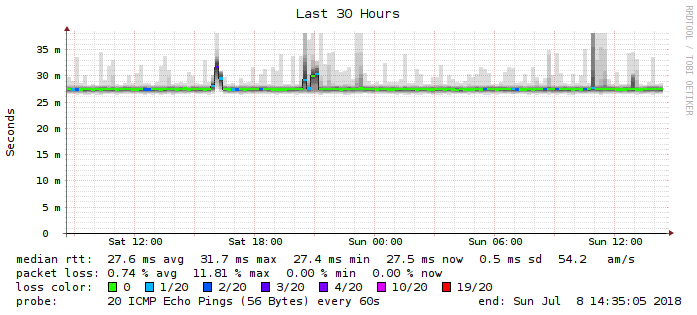 Last 30 Hours
RRDTOOL / TOBI OETIKER
Seconds
35 m
30 m
25 m
20 m
15 m
10 m
5 m
0
Sat 12:00 Sat 18:00 Sun 00:00 Sun 06:00 Sun 12:00
median rtt: 27.6 ms avg 31.7 ms max 27.4 ms min 27.5 ms now 0.5 ms sd 54.2 am/s
packet loss: 0.74 % avg 11.81 % max 0.00 % min 0.00 % now
loss color: 0 1/20 2/20 3/20 4/20 10/20 19/20
probe: 20 ICMP Echo Pings (56 Bytes) every 60s end: Sun Jul 8 14:35:05 2018